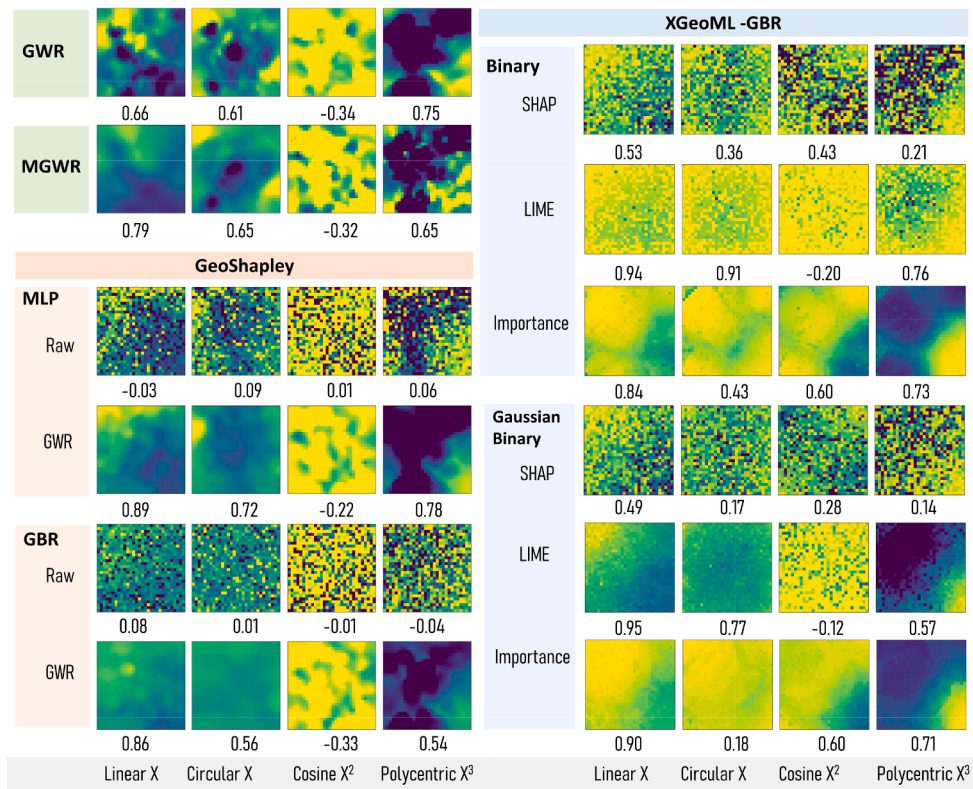 GWR
0.66 0.61 -0.34 0.75
MGWR
0.79 0.65 -0.32 0.65
GeoShapley
MLP
Raw
-0.03 0.09 0.01 0.06
GWR
0.89 0.72 -0.22 0.78
GBR
Raw
0.08 0.01 -0.01 -0.04
GWR
0.86 0.56 -0.33 0.54
Linear X Circular X Cosine X² Polycentric X³
XGeoML -GBR
Binary
SHAP
0.53 0.36 0.43 0.21
LIME
0.94 0.91 -0.20 0.76
Importance
0.84 0.43 0.60 0.73
Gaussian
Binary
SHAP
0.49 0.17 0.28 0.14
LIME
0.95 0.77 -0.12 0.57
Importance
0.90 0.18 0.60 0.71
Linear X Circular X Cosine X² Polycentric X³